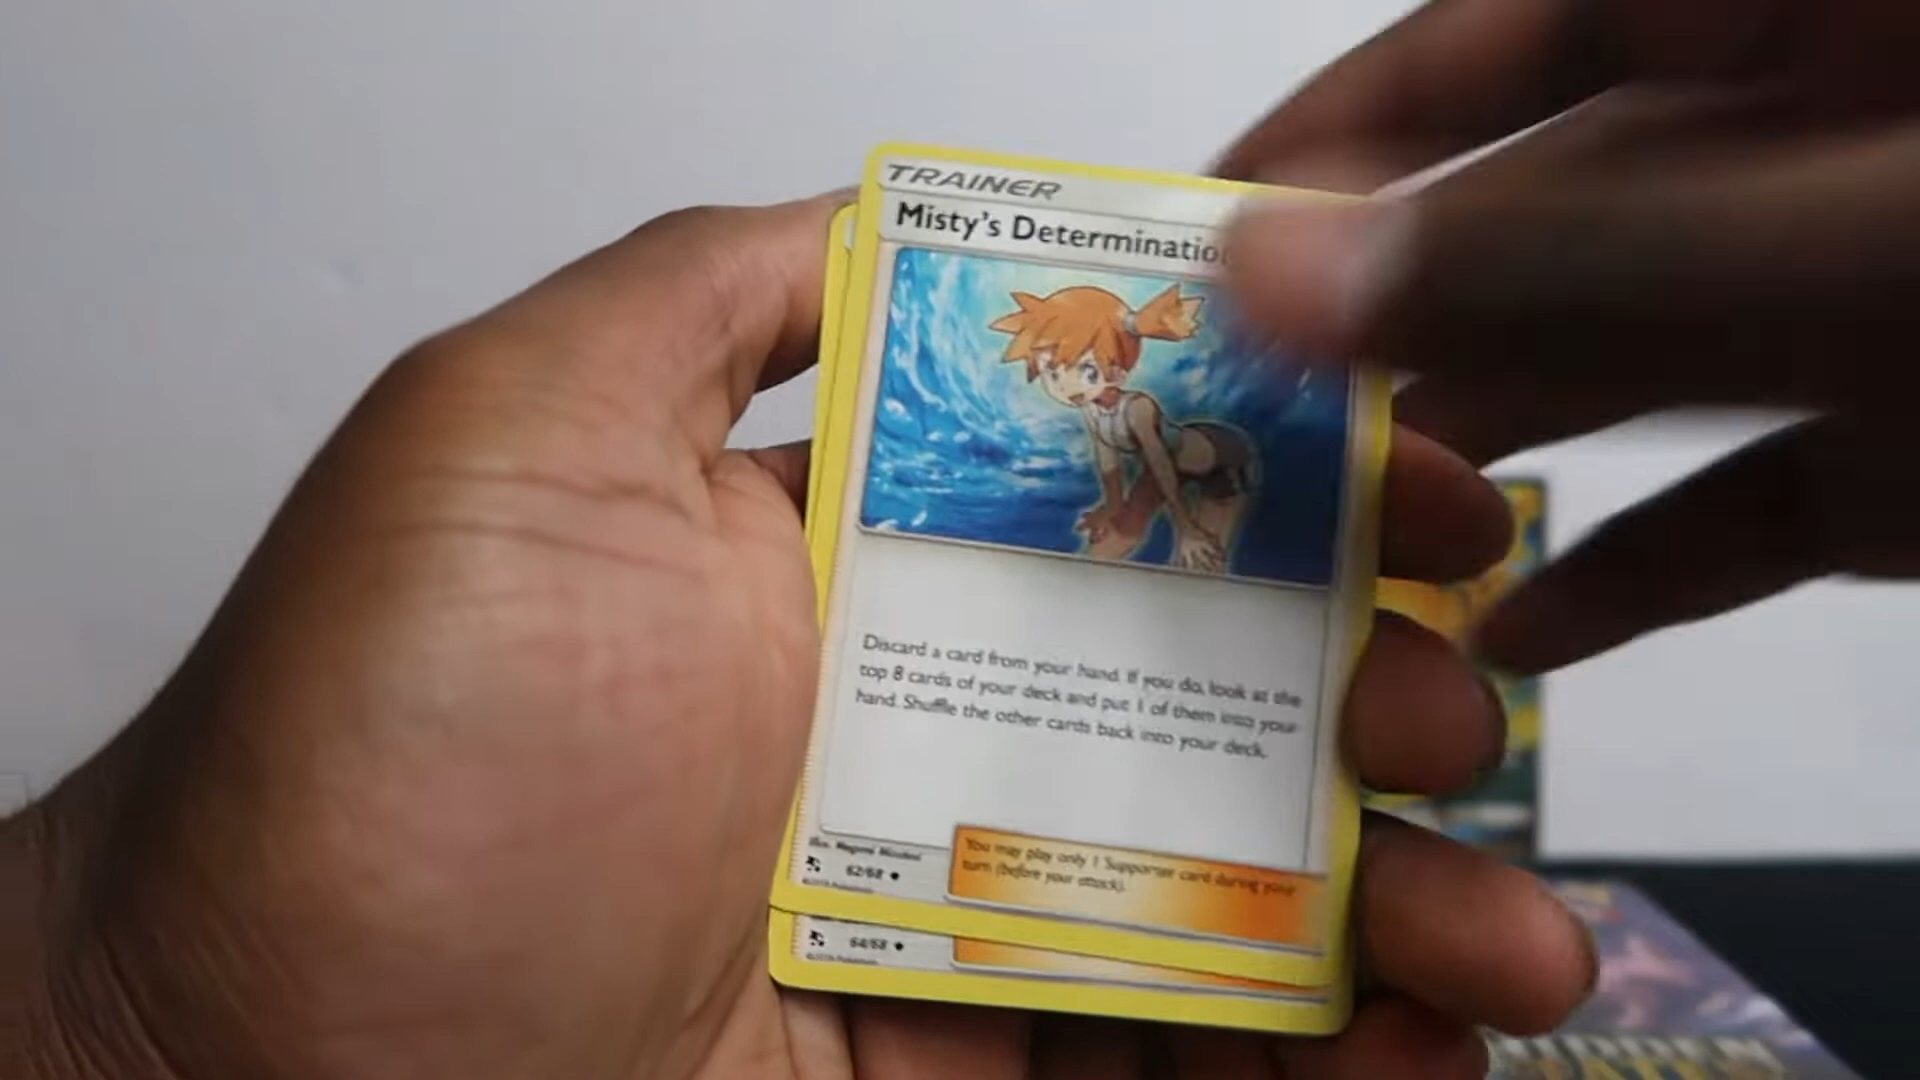 TRAINER
Misty's Determination
Discard a card from your hand. If you do, look at the
top 8 cards of your deck and put 1 of them into your
hand. Shuffle the other cards back into your deck.
You may play only 1 Supporter card during your
turn (before your attack).
Illus.
62/68
64/68